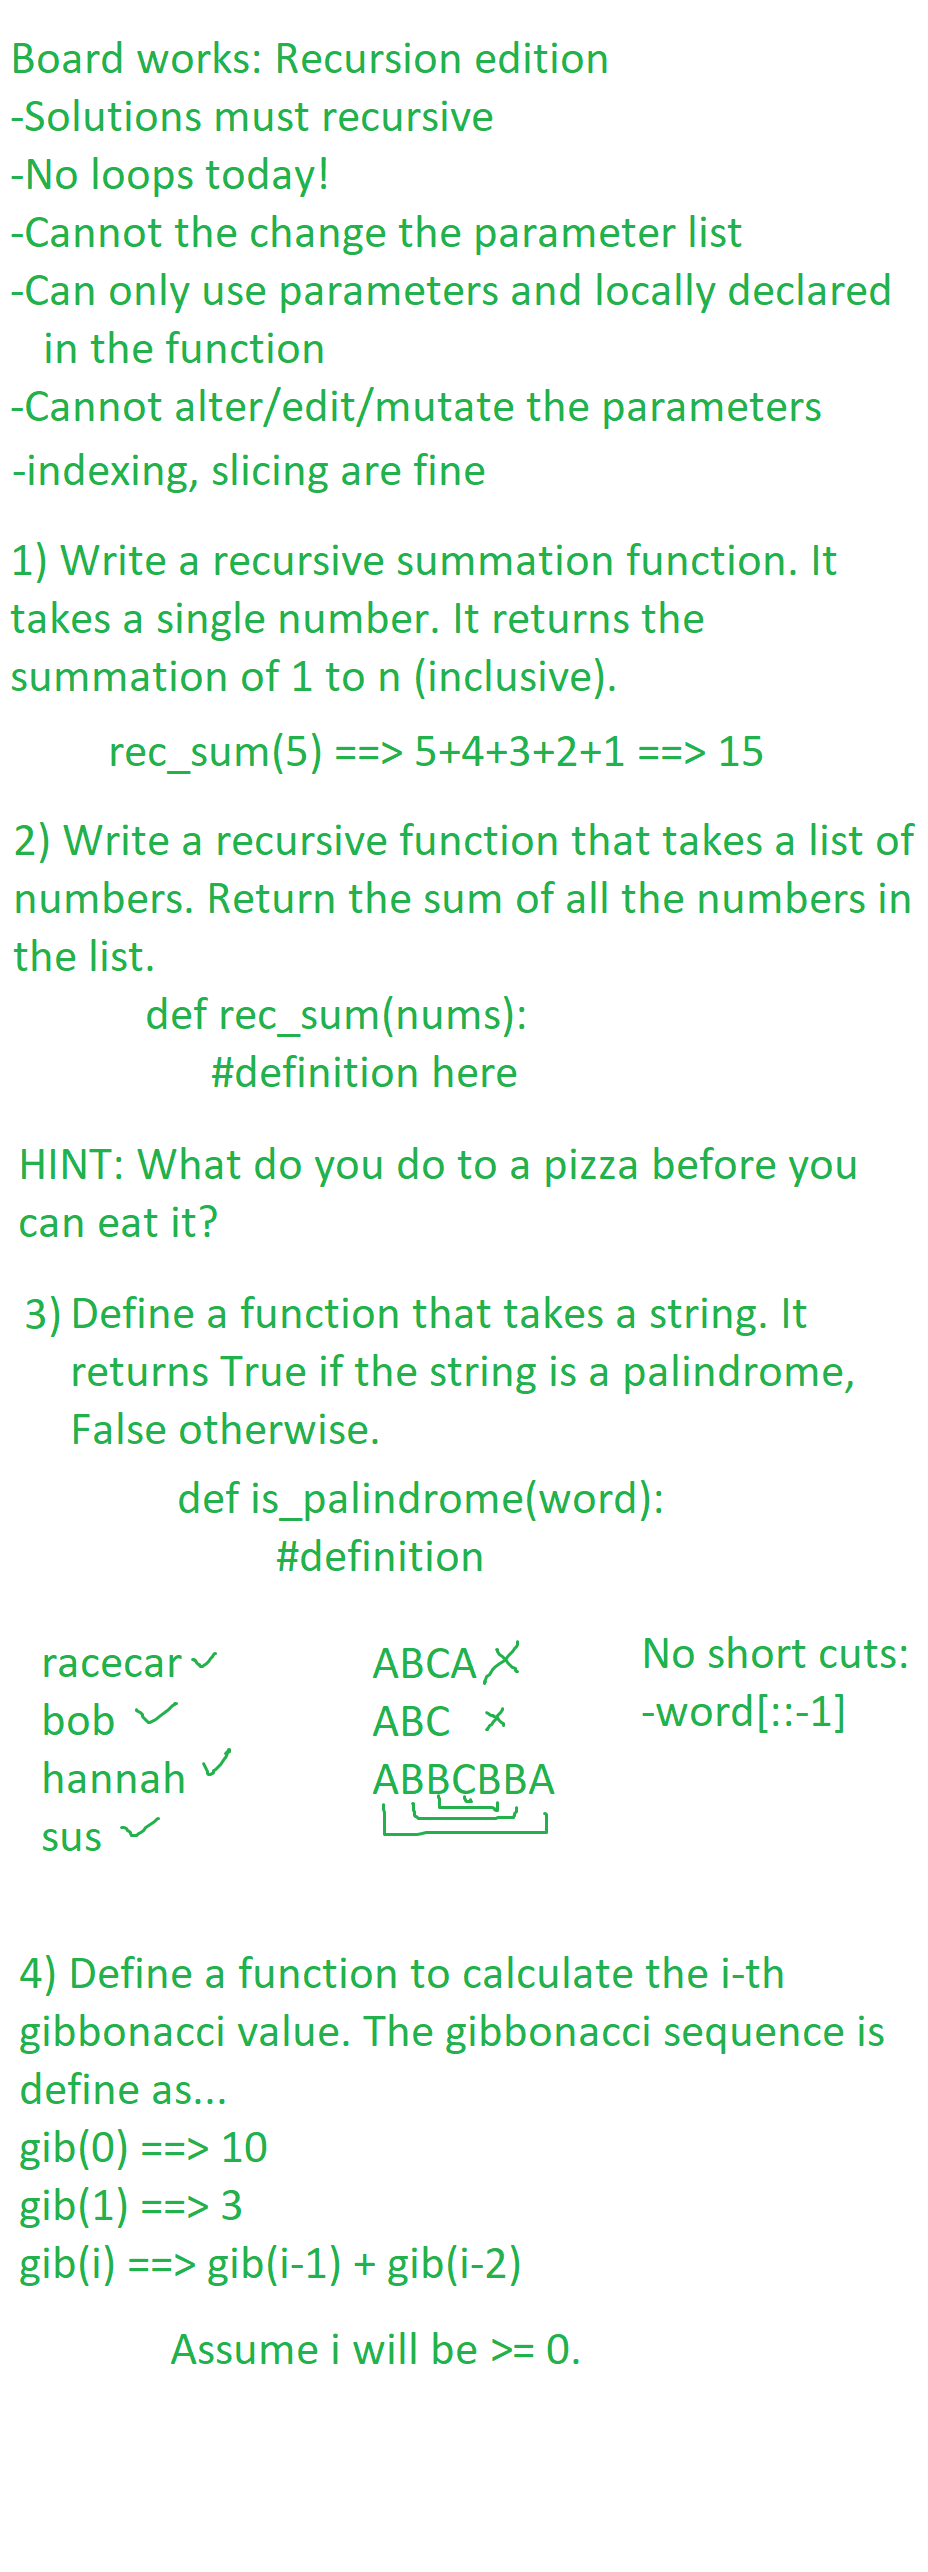 Board works: Recursion edition
-Solutions must recursive
-No loops today!
-Cannot the change the parameter list
-Can only use parameters and locally declared
in the function
-Cannot alter/edit/mutate the parameters
-indexing, slicing are fine
1) Write a recursive summation function. It
takes a single number. It returns the
summation of 1 to n (inclusive).
rec_sum(5) ==> 5+4+3+2+1 ==> 15
2) Write a recursive function that takes a list of
numbers. Return the sum of all the numbers in
the list.
def rec_sum(nums):
#definition here
HINT: What do you do to a pizza before you
can eat it?
3) Define a function that takes a string. It
returns True if the string is a palindrome,
False otherwise.
def is_palindrome(word):
#definition
racecar
bob
hannah
sus
ABCA
ABC
ABBCBBA
No short cuts:
-word[::-1]
4) Define a function to calculate the i-th
gibbonacci value. The gibbonacci sequence is
define as...
gib(0) ==> 10
gib(1) ==> 3
gib(i) ==> gib(i-1) + gib(i-2)
Assume i will be >= 0.